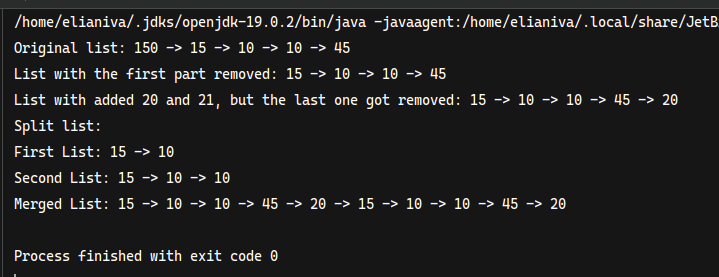 /home/elianiva/.jdks/openjdk-19.0.2/bin/java -javaagent:/home/elianiva/.local/share/JetB
Original list: 150 -> 15 -> 10 -> 10 -> 45
List with the first part removed: 15 -> 10 -> 10 -> 45
List with added 20 and 21, but the last one got removed: 15 -> 10 -> 10 -> 45 -> 20
Split list:
First List: 15 -> 10
Second List: 15 -> 10 -> 10
Merged List: 15 -> 10 -> 10 -> 45 -> 20 -> 15 -> 10 -> 10 -> 45 -> 20
Process finished with exit code 0